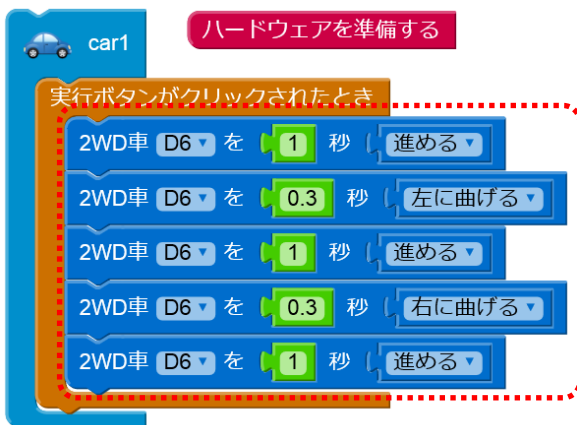 car1
ハードウェアを準備する
実行ボタンがクリックされたとき
2WD車 D6 を 1 秒 進める
2WD車 D6 を 0.3 秒 左に曲げる
2WD車 D6 を 1 秒 進める
2WD車 D6 を 0.3 秒 右に曲げる
2WD車 D6 を 1 秒 進める